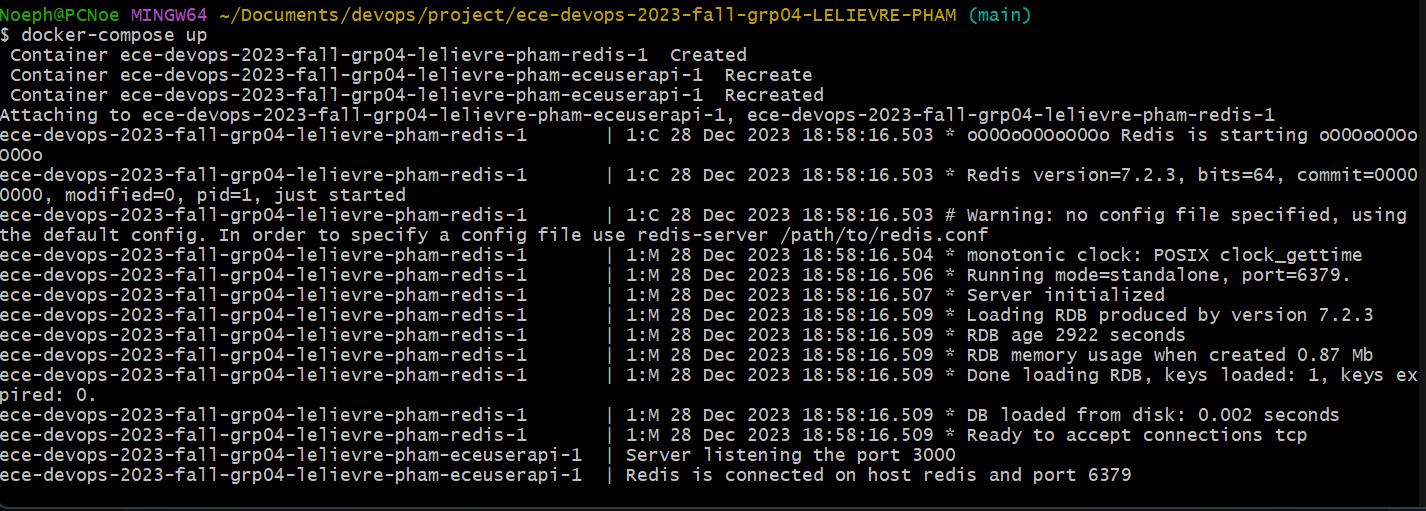 Noeph@PCNoe MINGW64 ~/Documents/devops/project/ece-devops-2023-fall-grp04-LELIEVRE-PHAM (main)
$ docker-compose up
 Container ece-devops-2023-fall-grp04-lelievre-pham-redis-1  Created
 Container ece-devops-2023-fall-grp04-lelievre-pham-eceuserapi-1  Recreate
 Container ece-devops-2023-fall-grp04-lelievre-pham-eceuserapi-1  Recreated
Attaching to ece-devops-2023-fall-grp04-lelievre-pham-eceuserapi-1, ece-devops-2023-fall-grp04-lelievre-pham-redis-1
ece-devops-2023-fall-grp04-lelievre-pham-redis-1       | 1:C 28 Dec 2023 18:58:16.503 * oO0OoO0OoO0Oo Redis is starting oO0OoO0Oo
O0Oo
ece-devops-2023-fall-grp04-lelievre-pham-redis-1       | 1:C 28 Dec 2023 18:58:16.503 * Redis version=7.2.3, bits=64, commit=0000
0000, modified=0, pid=1, just started
ece-devops-2023-fall-grp04-lelievre-pham-redis-1       | 1:C 28 Dec 2023 18:58:16.503 # Warning: no config file specified, using
the default config. In order to specify a config file use redis-server /path/to/redis.conf
ece-devops-2023-fall-grp04-lelievre-pham-redis-1       | 1:M 28 Dec 2023 18:58:16.504 * monotonic clock: POSIX clock_gettime
ece-devops-2023-fall-grp04-lelievre-pham-redis-1       | 1:M 28 Dec 2023 18:58:16.506 * Running mode=standalone, port=6379.
ece-devops-2023-fall-grp04-lelievre-pham-redis-1       | 1:M 28 Dec 2023 18:58:16.507 * Server initialized
ece-devops-2023-fall-grp04-lelievre-pham-redis-1       | 1:M 28 Dec 2023 18:58:16.509 * Loading RDB produced by version 7.2.3
ece-devops-2023-fall-grp04-lelievre-pham-redis-1       | 1:M 28 Dec 2023 18:58:16.509 * RDB age 2922 seconds
ece-devops-2023-fall-grp04-lelievre-pham-redis-1       | 1:M 28 Dec 2023 18:58:16.509 * RDB memory usage when created 0.87 Mb
ece-devops-2023-fall-grp04-lelievre-pham-redis-1       | 1:M 28 Dec 2023 18:58:16.509 * Done loading RDB, keys loaded: 1, keys ex
pired: 0.
ece-devops-2023-fall-grp04-lelievre-pham-redis-1       | 1:M 28 Dec 2023 18:58:16.509 * DB loaded from disk: 0.002 seconds
ece-devops-2023-fall-grp04-lelievre-pham-redis-1       | 1:M 28 Dec 2023 18:58:16.509 * Ready to accept connections tcp
ece-devops-2023-fall-grp04-lelievre-pham-eceuserapi-1  | Server listening the port 3000
ece-devops-2023-fall-grp04-lelievre-pham-eceuserapi-1  | Redis is connected on host redis and port 6379